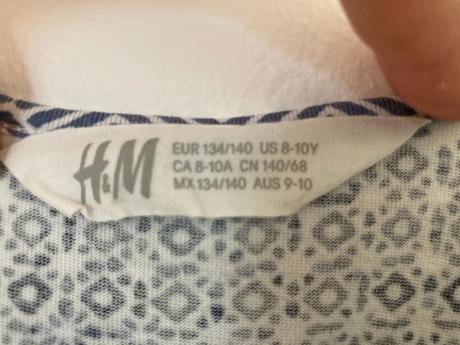 H&M
EUR 134/140 US 8-10Y
CA 8-10A CN 140/68
MX 134/140 AUS 9-10